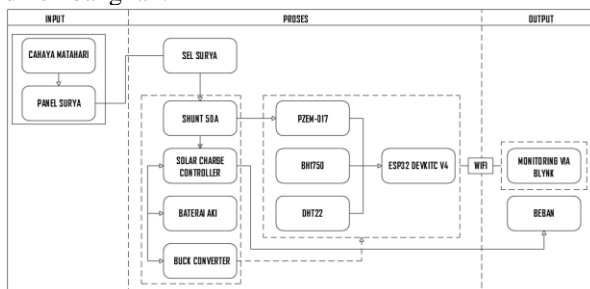 INPUT
PROSES
OUTPUT
CAHAYA MATAHARI
PANEL SURYA
SEL SURYA
SHUNT 50A
SOLAR CHARGE
CONTROLLER
BATERAI AKI
BUCK CONVERTER
PZEM-017
BH1750
DHT22
ESP32 DEVKITC V4
WIFI
MONITORING VIA
BLYNK
BEBAN